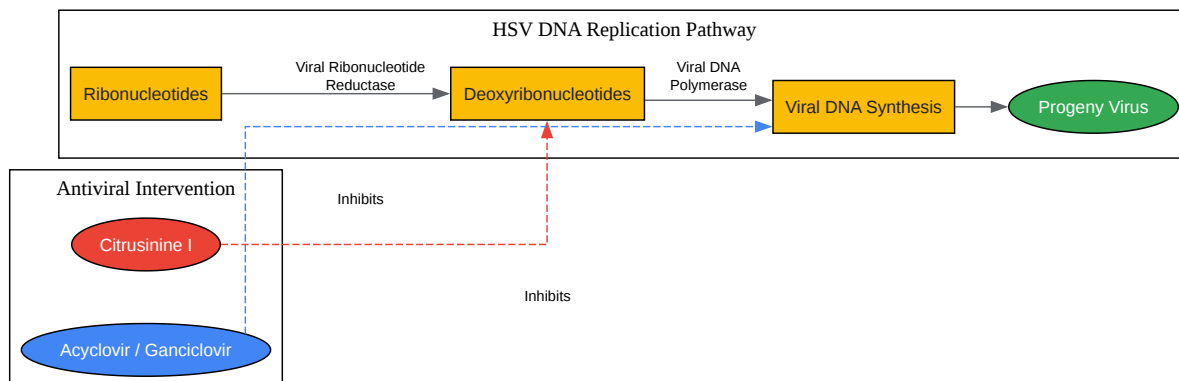 HSV DNA Replication Pathway
Viral Ribonucleotide
Reductase
Viral DNA
Polymerase
Ribonucleotides
Deoxyribonucleotides
Viral DNA Synthesis
Progeny Virus
Antiviral Intervention
Inhibits
Citrusinine I
Inhibits
Acyclovir / Ganciclovir